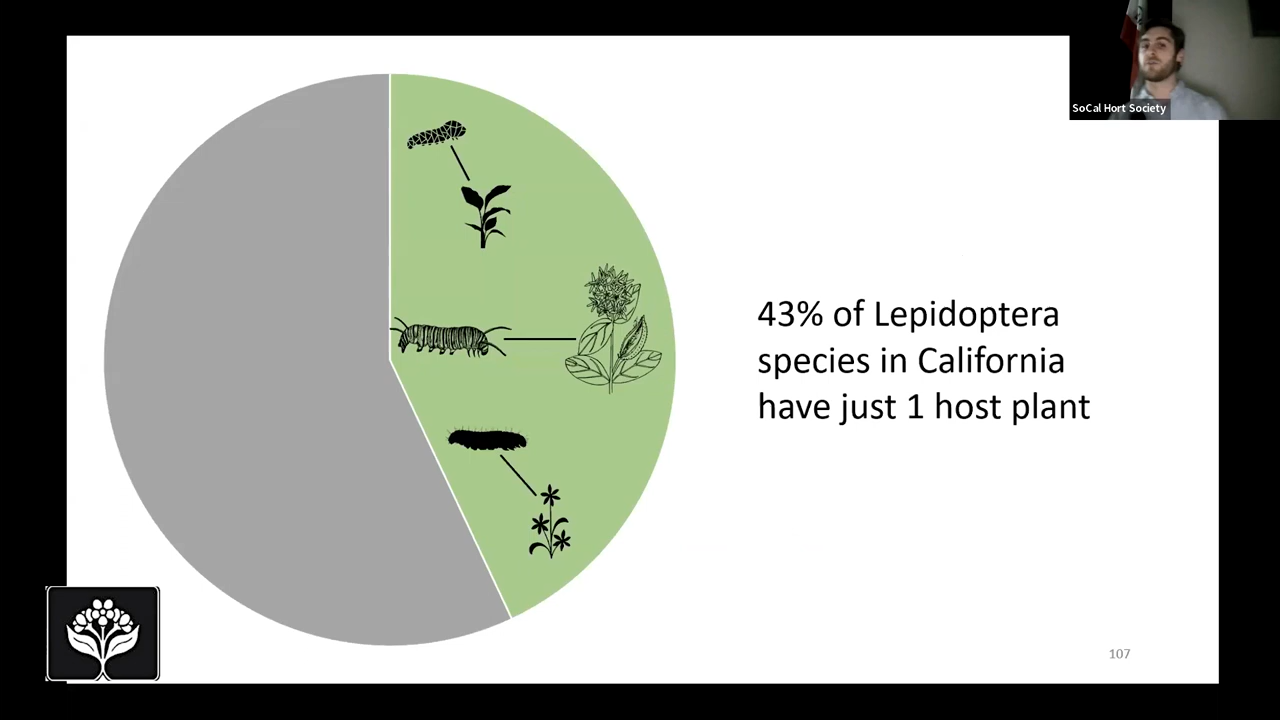 SoCal Hort Society
43% of Lepidoptera
species in California
have just 1 host plant
107